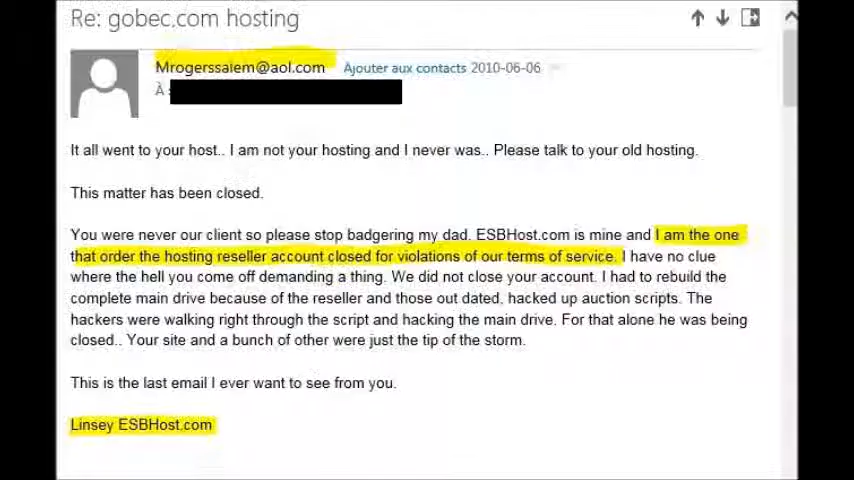 Re: gobec.com hosting
Mrogerssalem@aol.com Ajouter aux contacts 2010-06-06
À :
It all went to your host.. I am not your hosting and I never was.. Please talk to your old hosting.
This matter has been closed.
You were never our client so please stop badgering my dad. ESBHost.com is mine and I am the one
that order the hosting reseller account closed for violations of our terms of service. I have no clue
where the hell you come off demanding a thing. We did not close your account. I had to rebuild the
complete main drive because of the reseller and those out dated, hacked up auction scripts. The
hackers were walking right through the script and hacking the main drive. For that alone he was being
closed.. Your site and a bunch of other were just the tip of the storm.
This is the last email I ever want to see from you.
Linsey ESBHost.com